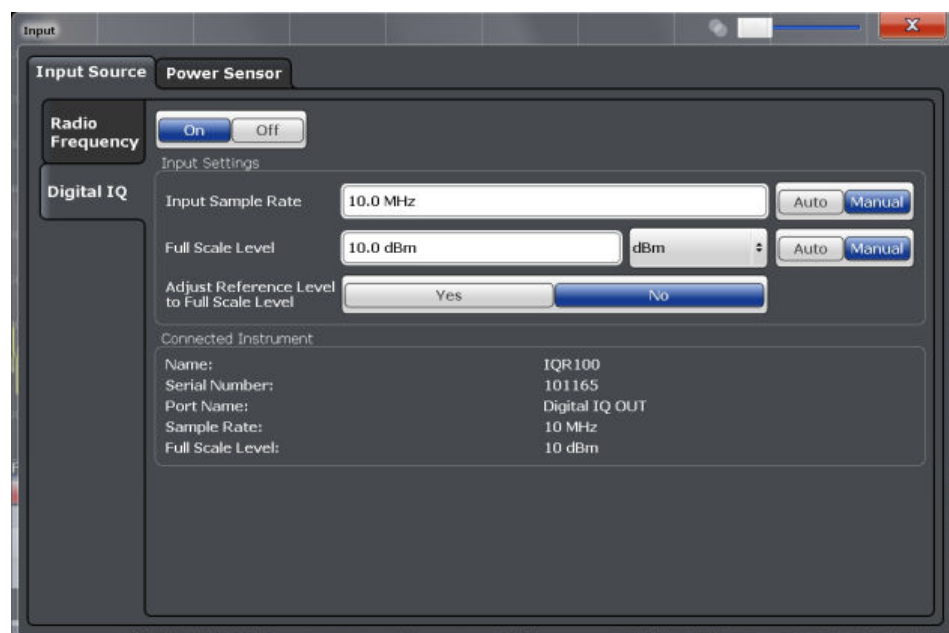 Input
Input Source Power Sensor
Radio
Frequency
On Off
Input Settings
Digital IQ
Input Sample Rate 10.0 MHz Auto Manual
Full Scale Level 10.0 dBm dBm Auto Manual
Adjust Reference Level
to Full Scale Level Yes No
Connected Instrument
Name: IQR100
Serial Number: 101165
Port Name: Digital IQ OUT
Sample Rate: 10 MHz
Full Scale Level: 10 dBm